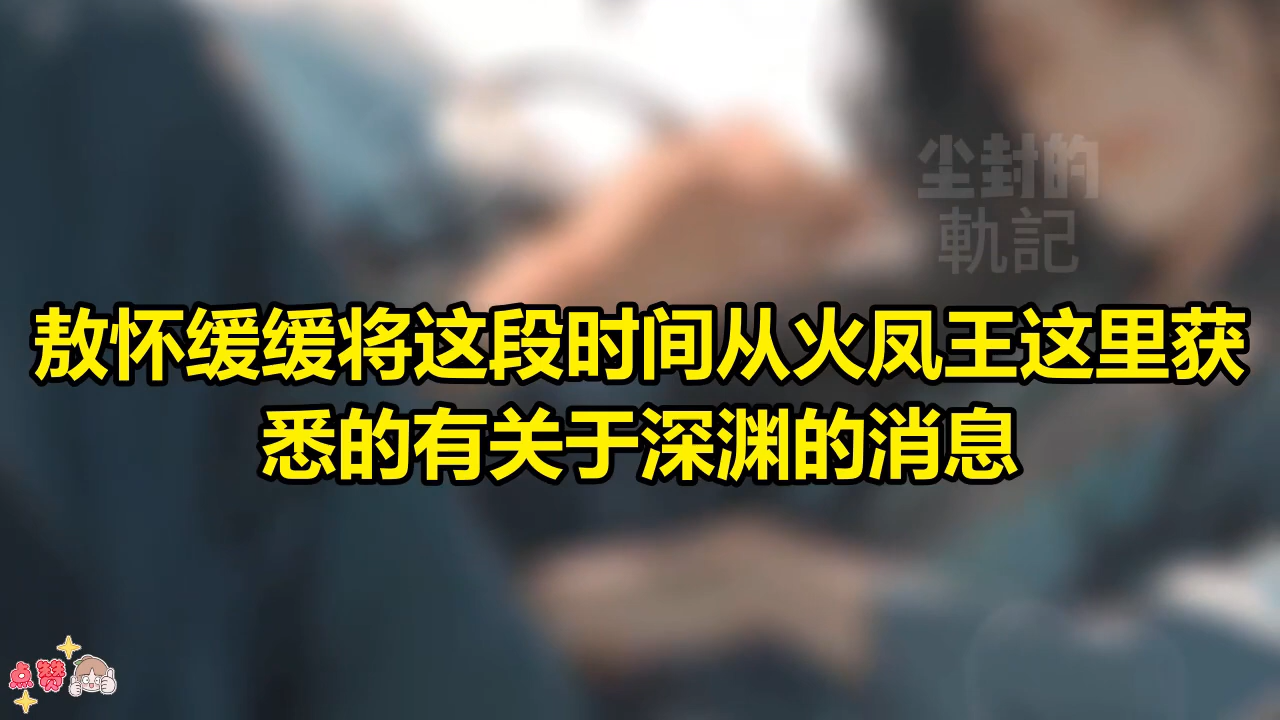 尘封的
軌記
敖怀缓缓将这段时间从火凤王这里获
悉的有关于深渊的消息
点赞